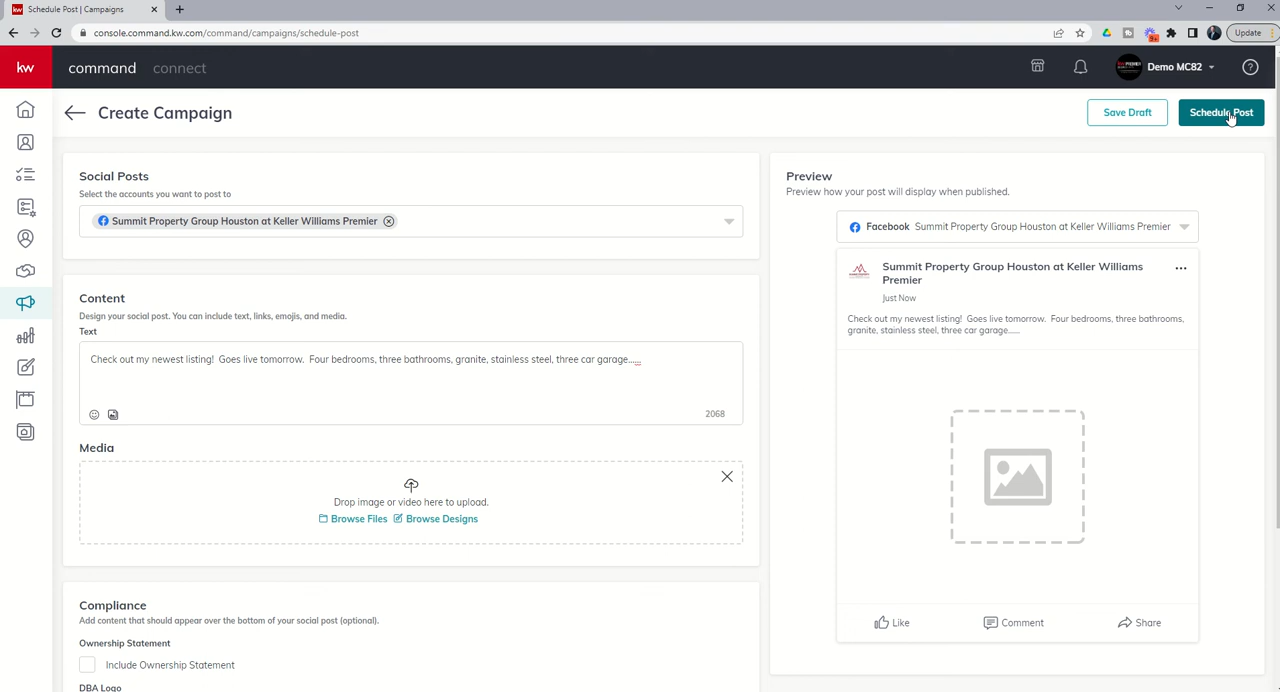 kw Schedule Post | Campaigns
console.command.kw.com/command/campaigns/schedule-post
9+
Update
kw command connect
Demo MC82
?
Create Campaign
Save Draft
Schedule Post
Social Posts
Select the accounts you want to post to
Summit Property Group Houston at Keller Williams Premier
Content
Design your social post. You can include text, links, emojis, and media.
Text
Check out my newest listing!  Goes live tomorrow.  Four bedrooms, three bathrooms, granite, stainless steel, three car garage......
2068
Media
Drop image or video here to upload.
Browse Files Browse Designs
Compliance
Add content that should appear over the bottom of your social post (optional).
Ownership Statement
Include Ownership Statement
DBA Logo
Preview
Preview how your post will display when published.
Facebook Summit Property Group Houston at Keller Williams Premier
Summit Property Group Houston at Keller Williams
Premier
Just Now
Check out my newest listing!  Goes live tomorrow.  Four bedrooms, three bathrooms,
granite, stainless steel, three car garage......
Like
Comment
Share